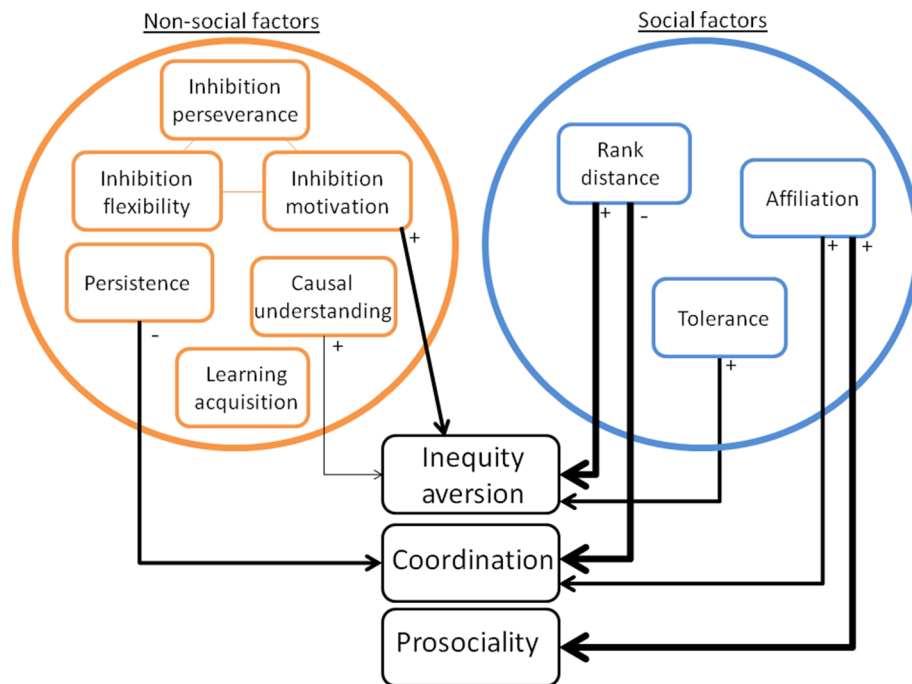 Non-social factors
Social factors
Inhibition
perseverance
Inhibition
flexibility
Inhibition
motivation
+
Persistence
-
Causal
understanding
+
Learning
acquisition
Rank
distance
+ -
Affiliation
+ +
Tolerance
+
Inequity
aversion
Coordination
Prosociality